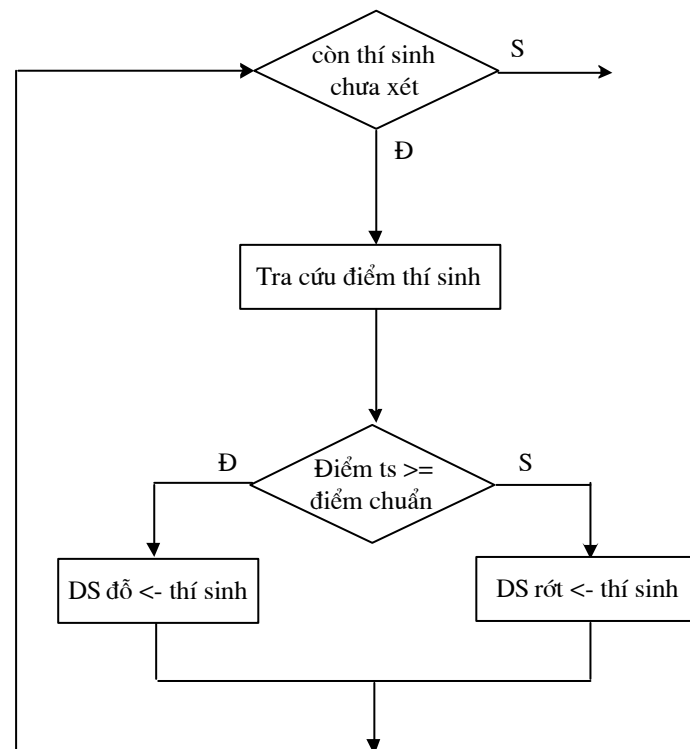 còn thí sinh
chưa xét
S
Đ
Tra cứu điểm thí sinh
Đ
Điểm ts >=
điểm chuẩn
S
DS đỗ <- thí sinh
DS rớt <- thí sinh